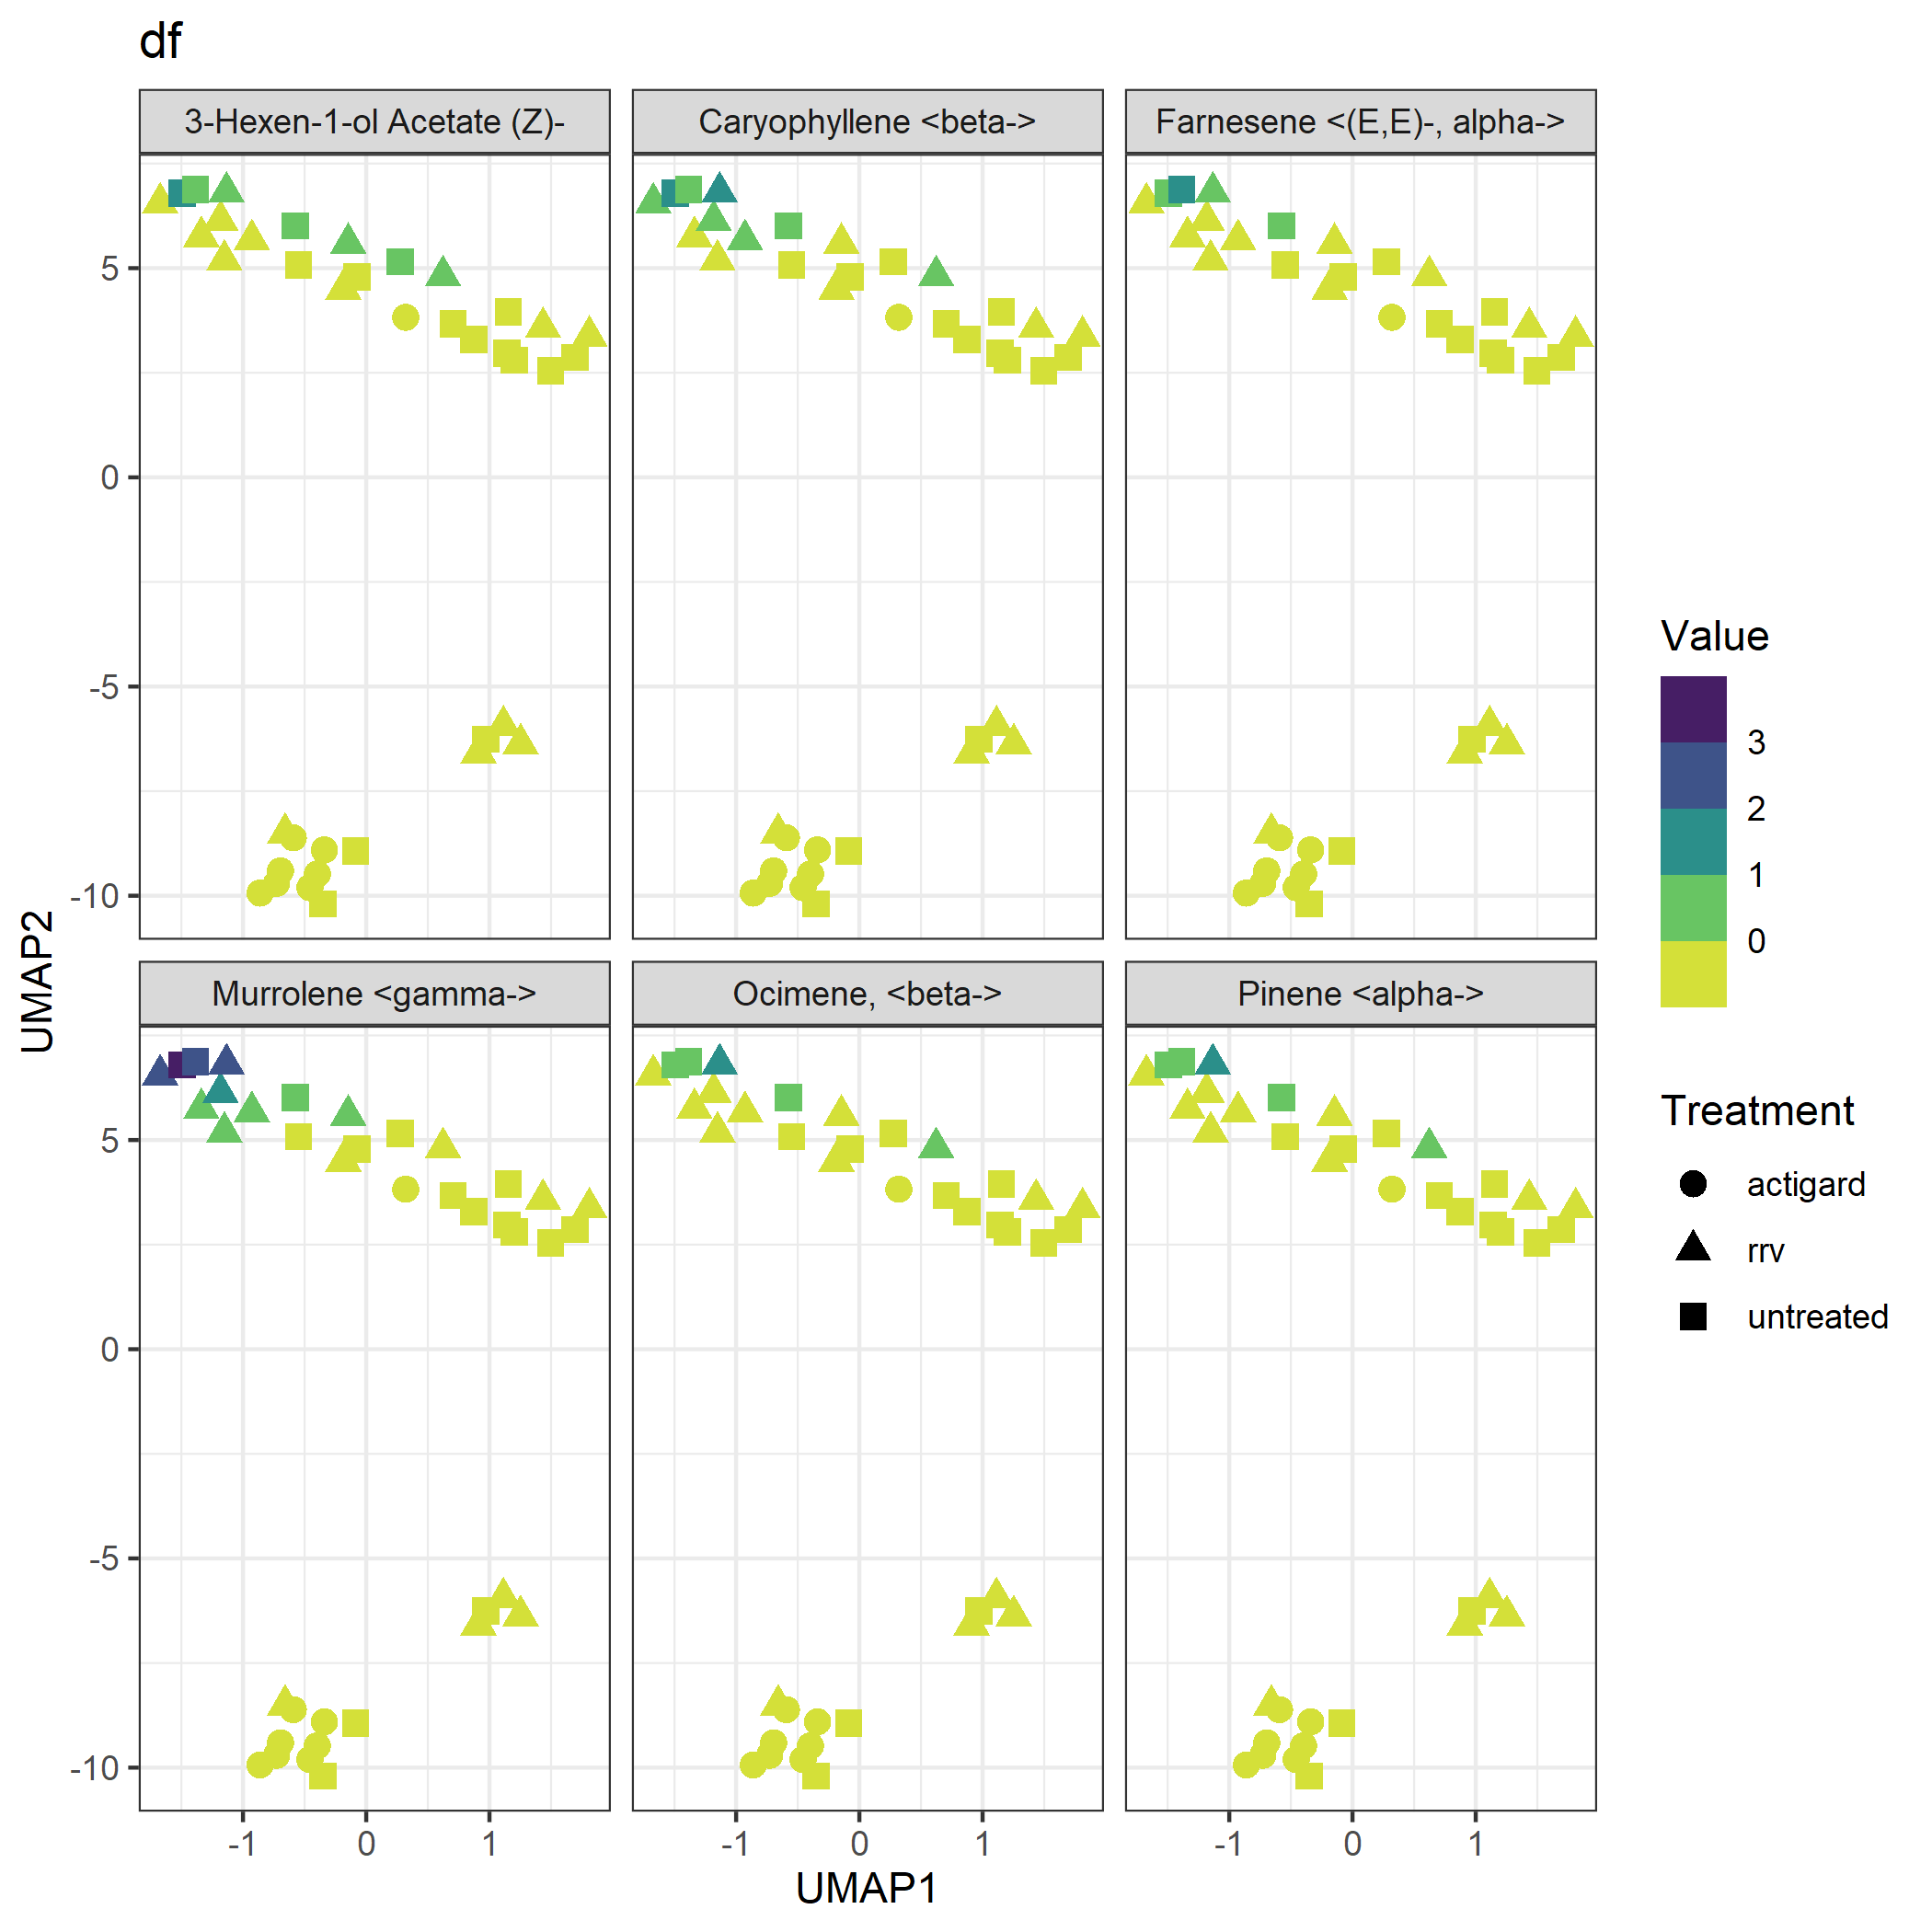 df
3-Hexen-1-ol Acetate (Z)-
Caryophyllene <beta->
Farnesene <(E,E)-, alpha->
5
0
-5
-10
Murrolene <gamma->
Ocimene, <beta->
Pinene <alpha->
5
0
-5
-10
-1 0 1
-1 0 1
-1 0 1
UMAP1
UMAP2
Value
3
2
1
0
Treatment
actigard
rrv
untreated